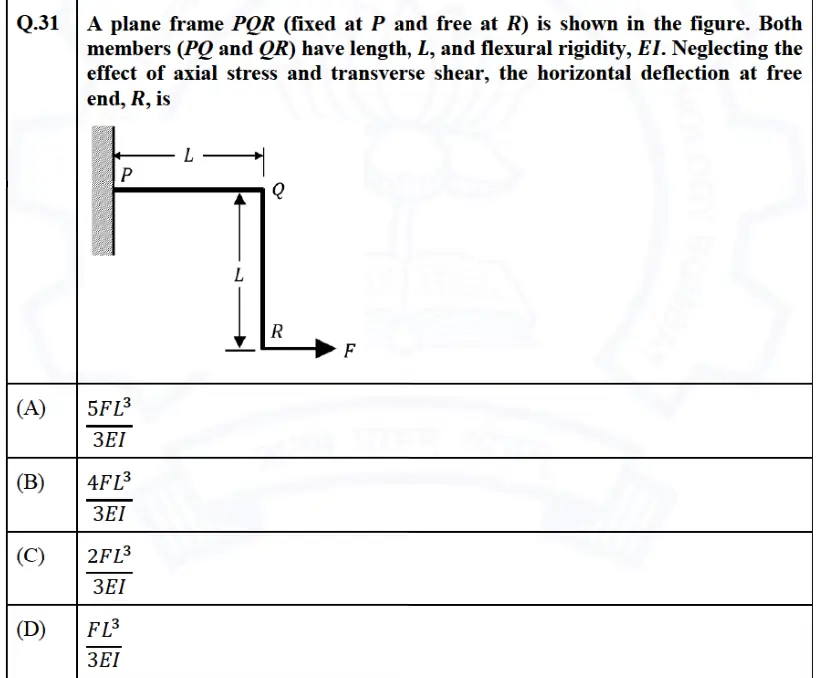 Q.31 A plane frame PQR (fixed at P and free at R) is shown in the figure. Both
members (PQ and QR) have length, L, and flexural rigidity, EI. Neglecting the
effect of axial stress and transverse shear, the horizontal deflection at free
end, R, is
L
P
Q
L
R
F
(A) 5FL³
3EI
(B) 4FL³
3EI
(C) 2FL³
3EI
(D) FL³
3EI